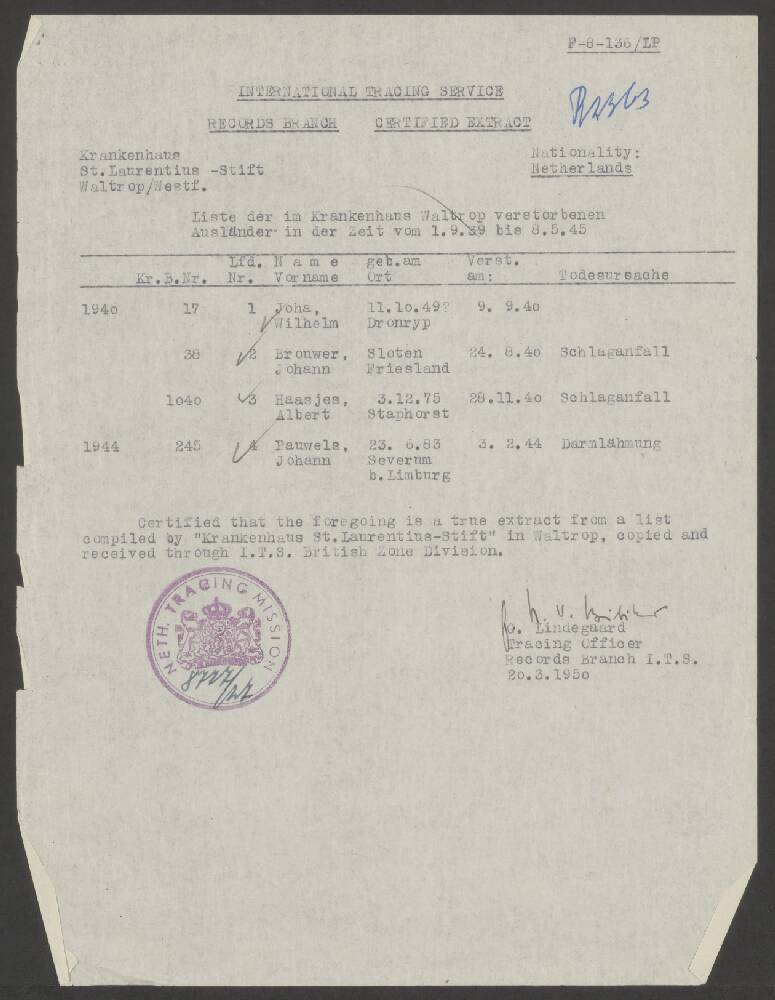 F-8-136/LP
INTERNATIONAL TRACING SERVICE
R2363
RECORDS BRANCH CERTIFIED EXTRACT
Krankenhaus Nationality:
St.Laurentius -Stift Netherlands
Waltrop/Westf.
Liste der im Krankenhaus Waltrop verstorbenen
Ausländer in der Zeit vom 1.9.39 bis 8.5.45
Lfd. N a m e geb.am Verst.
Kr.B.Nr. Nr. Vorname Ort am: Todesursache
1940 17 1 Joha, 11.10.49? 9. 9.40
Wilhelm Dronryp
38 2 Brouwer, Sloten 24. 8.40 Schlaganfall
Johann Friesland
1040 3 Haasjes, 3.12.75 28.11.40 Schlaganfall
Albert Staphorst
1944 245 4 Pauwels, 23. 6.83 3. 2.44 Darmlähmung
Johann Severum
b.Limburg
Certified that the foregoing is a true extract from a list
compiled by "Krankenhaus St.Laurentius-Stift" in Waltrop, copied and
received through I.T.S. British Zone Division.
NETH. TRACING MISSION
O. Lindegaard
Tracing Officer
Records Branch I.T.S.
20.3.1950